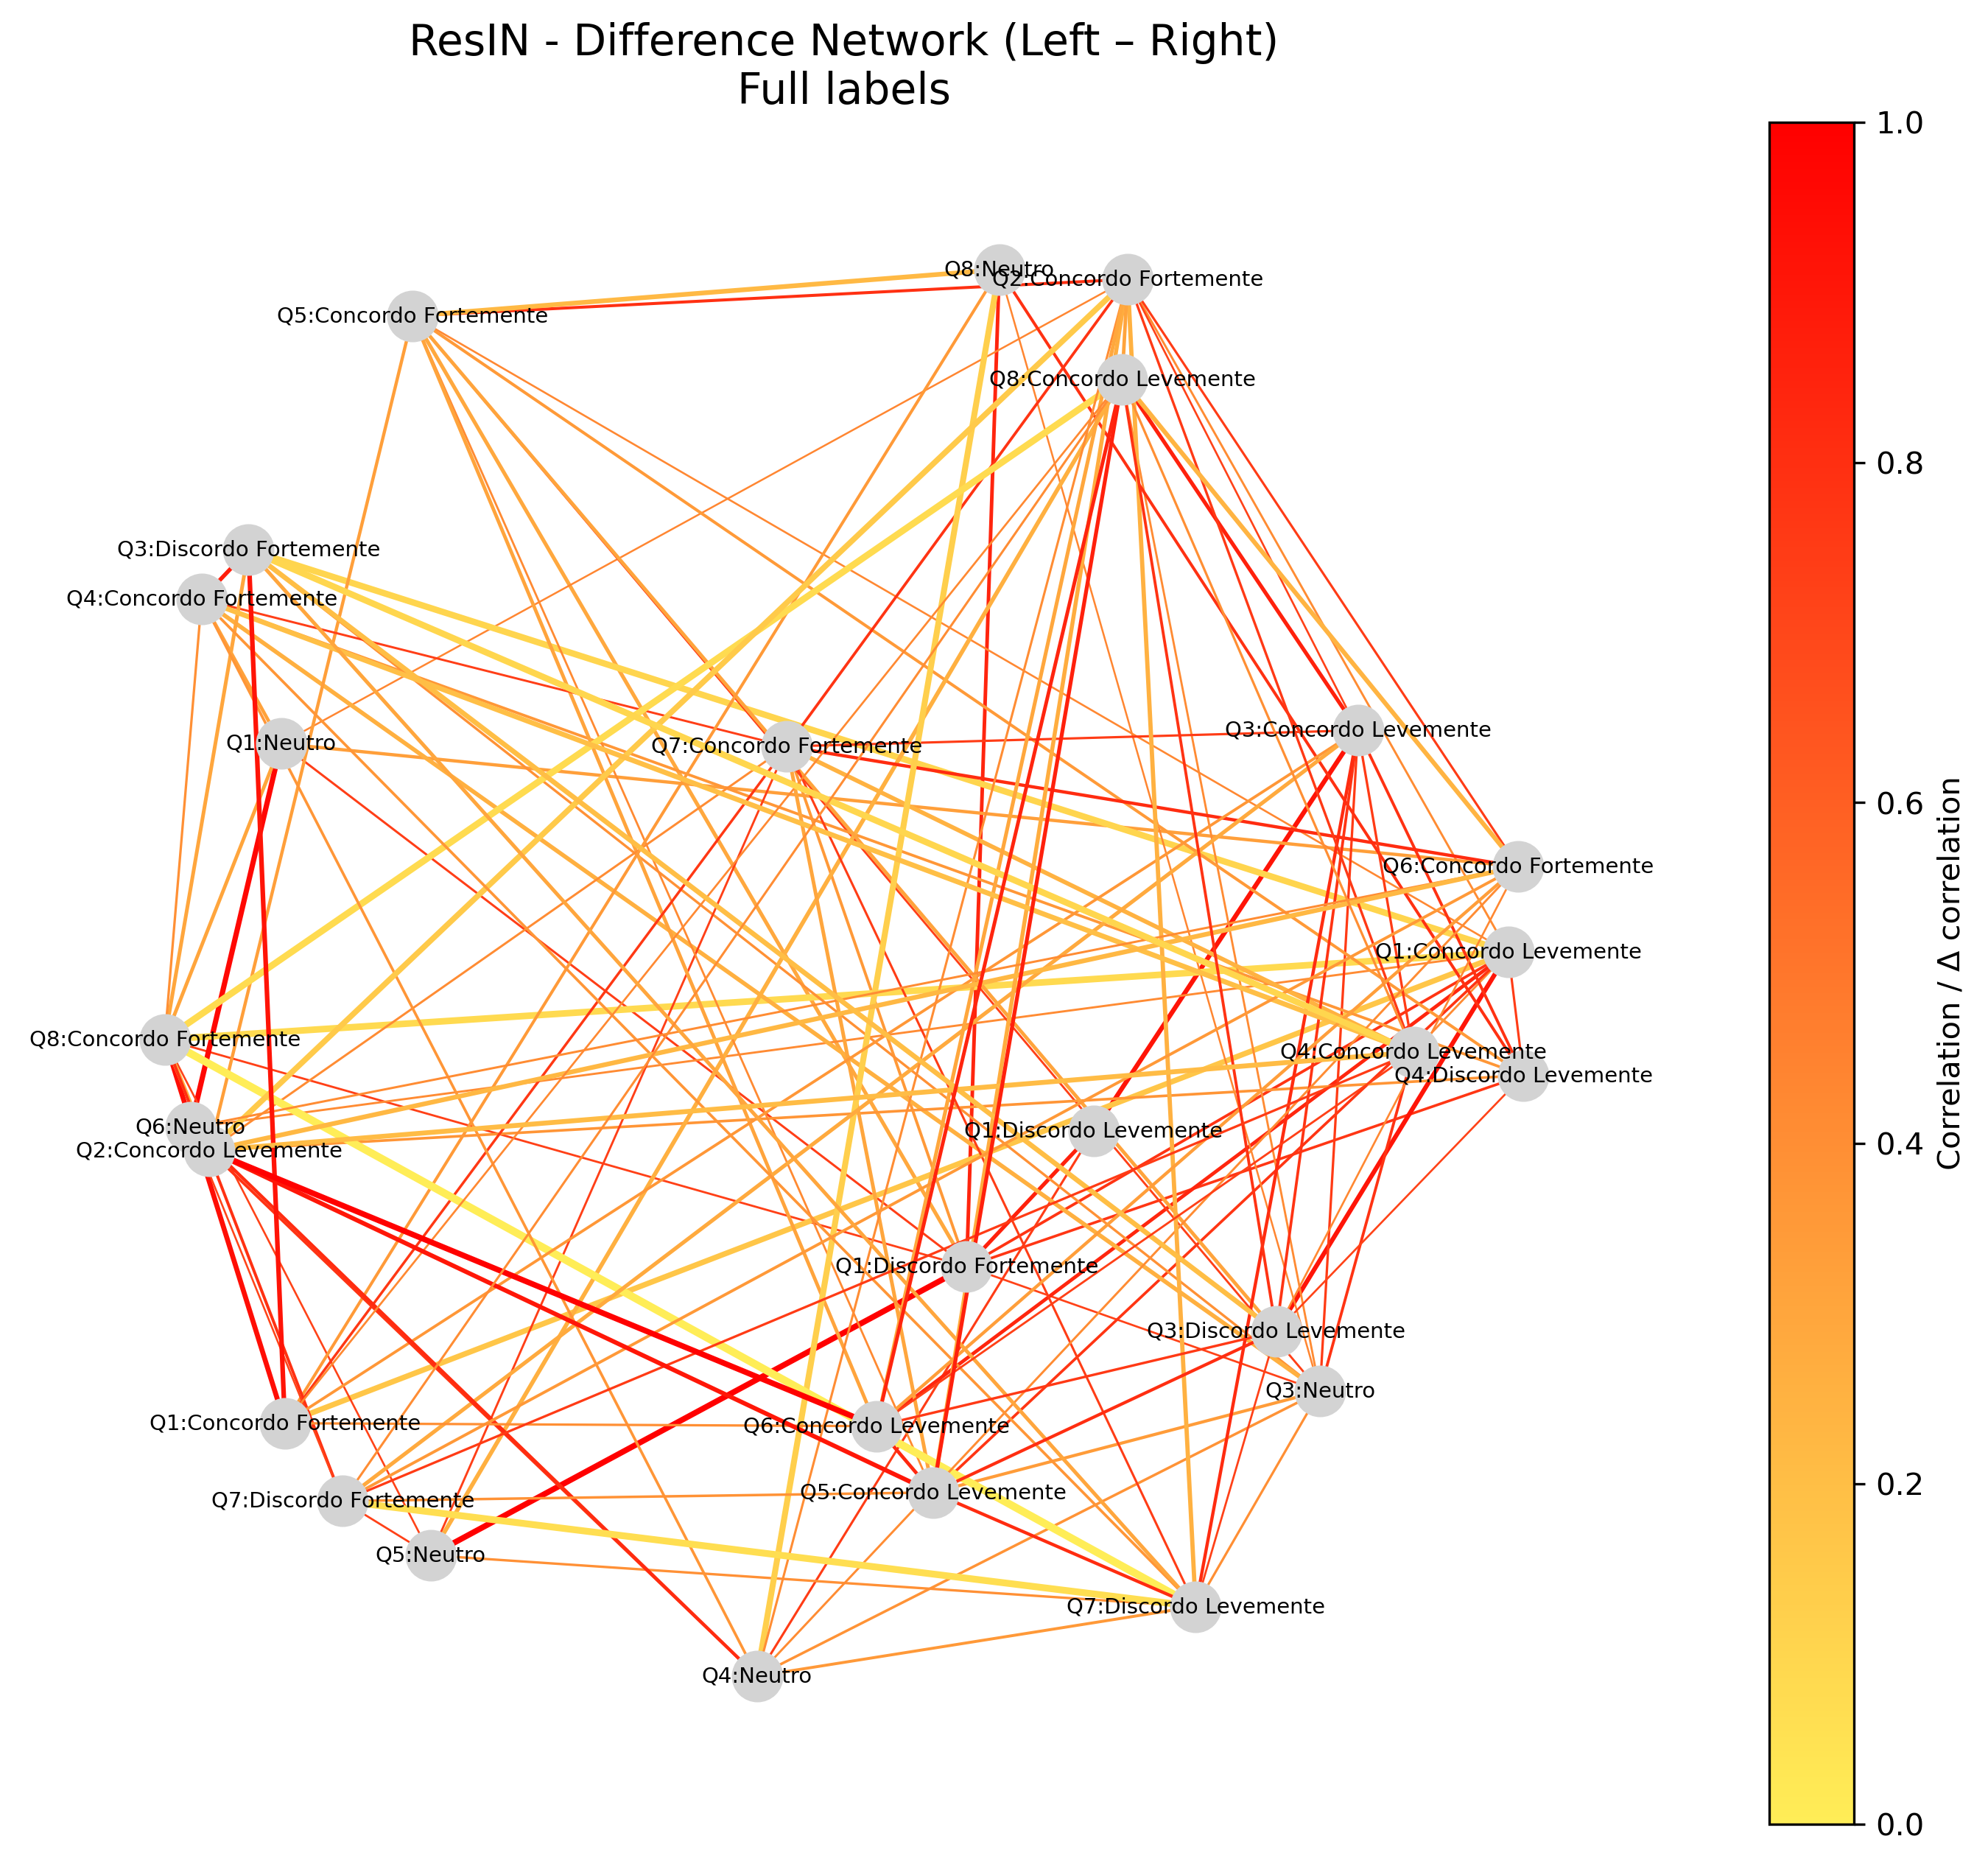 ResIN - Difference Network (Left – Right)
Full labels
Q8:Neutro
Q2:Concordo Fortemente
Q5:Concordo Fortemente
Q8:Concordo Levemente
Q3:Discordo Fortemente
Q4:Concordo Fortemente
Q1:Neutro
Q7:Concordo Fortemente
Q3:Concordo Levemente
Q6:Concordo Fortemente
Q1:Concordo Levemente
Q8:Concordo Fortemente
Q4:Concordo Levemente
Q4:Discordo Levemente
Q6:Neutro
Q2:Concordo Levemente
Q1:Discordo Levemente
Q1:Discordo Fortemente
Q3:Discordo Levemente
Q3:Neutro
Q1:Concordo Fortemente
Q6:Concordo Levemente
Q7:Discordo Fortemente
Q5:Concordo Levemente
Q5:Neutro
Q7:Discordo Levemente
Q4:Neutro
1.0
0.8
0.6
0.4
0.2
0.0
Correlation / Δ correlation